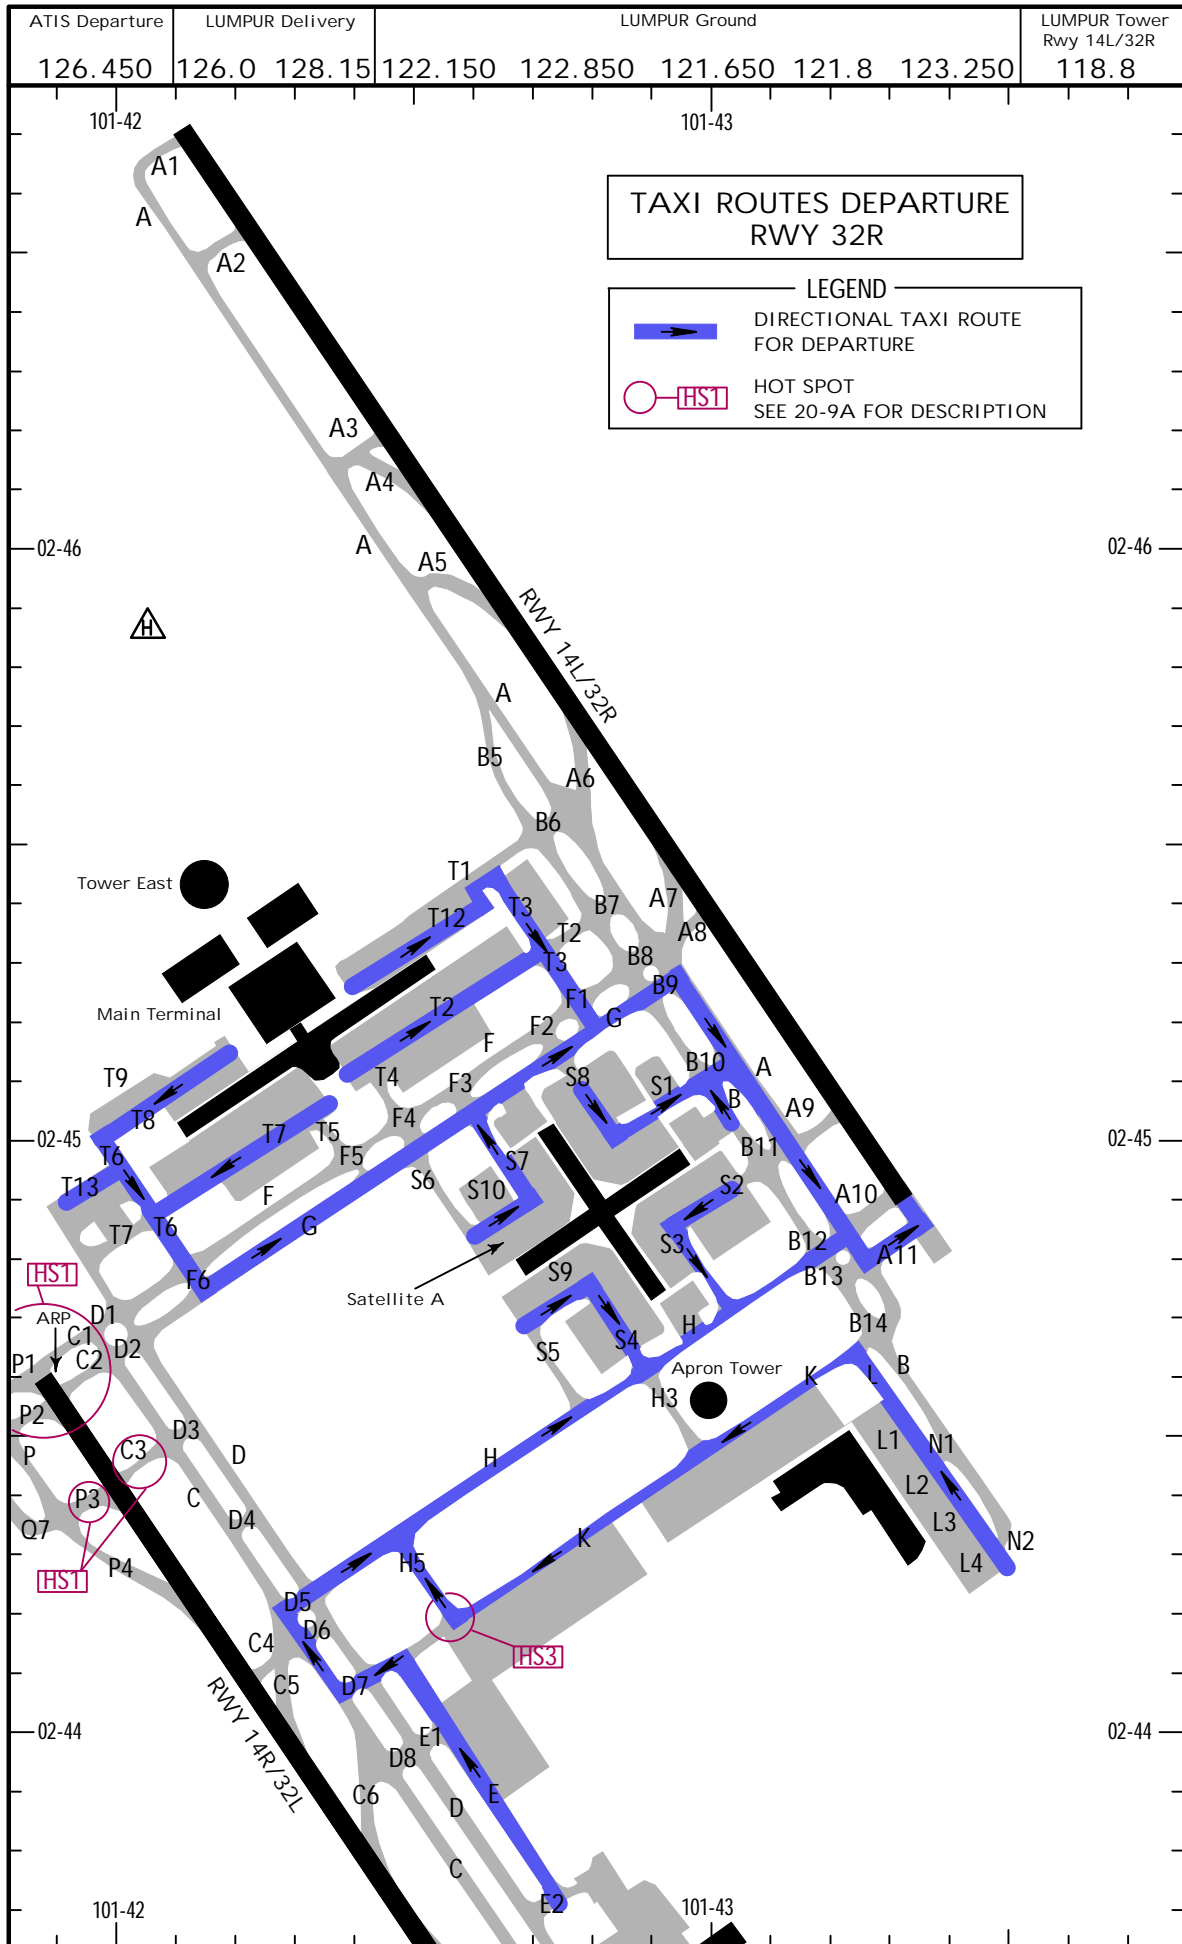 ATIS Departure
LUMPUR Delivery
LUMPUR Ground
LUMPUR Tower
Rwy 14L/32R
126.450
126.0 128.15
122.150 122.850 121.650 121.8 123.250
118.8
101-42
101-43
A1
A
A2
TAXI ROUTES DEPARTURE
RWY 32R
LEGEND
DIRECTIONAL TAXI ROUTE
FOR DEPARTURE
HS1
HOT SPOT
SEE 20-9A FOR DESCRIPTION
A3
A4
A
A5
02-46
02-46
H
RWY 14L/32R
A
B5
A6
B6
Tower East
T1
T12
T3
B7
A7
T2
A8
T3
B8
B9
Main Terminal
T2
F1
G
F2
F
T9
T4
F3
S8
B10
A
S1
T8
B
A9
02-45
T7
T5
F4
02-45
T6
F5
B11
S7
T13
S6
S10
S2
F
A10
T7
T6
G
S3
B12
A11
F6
B13
HS1
S9
Satellite A
ARP
D1
C1
D2
H
B14
P1
C2
S5
S4
Apron Tower
K
L
B
H3
P2
D3
L1
N1
P
C3
D
H
L2
P3
C
D4
L3
Q7
K
N2
P4
H5
L4
HS1
D5
D6
C4
HS3
C5
D7
RWY 14R/32L
02-44
E1
02-44
D8
C6
E
D
C
E2
101-42
101-43